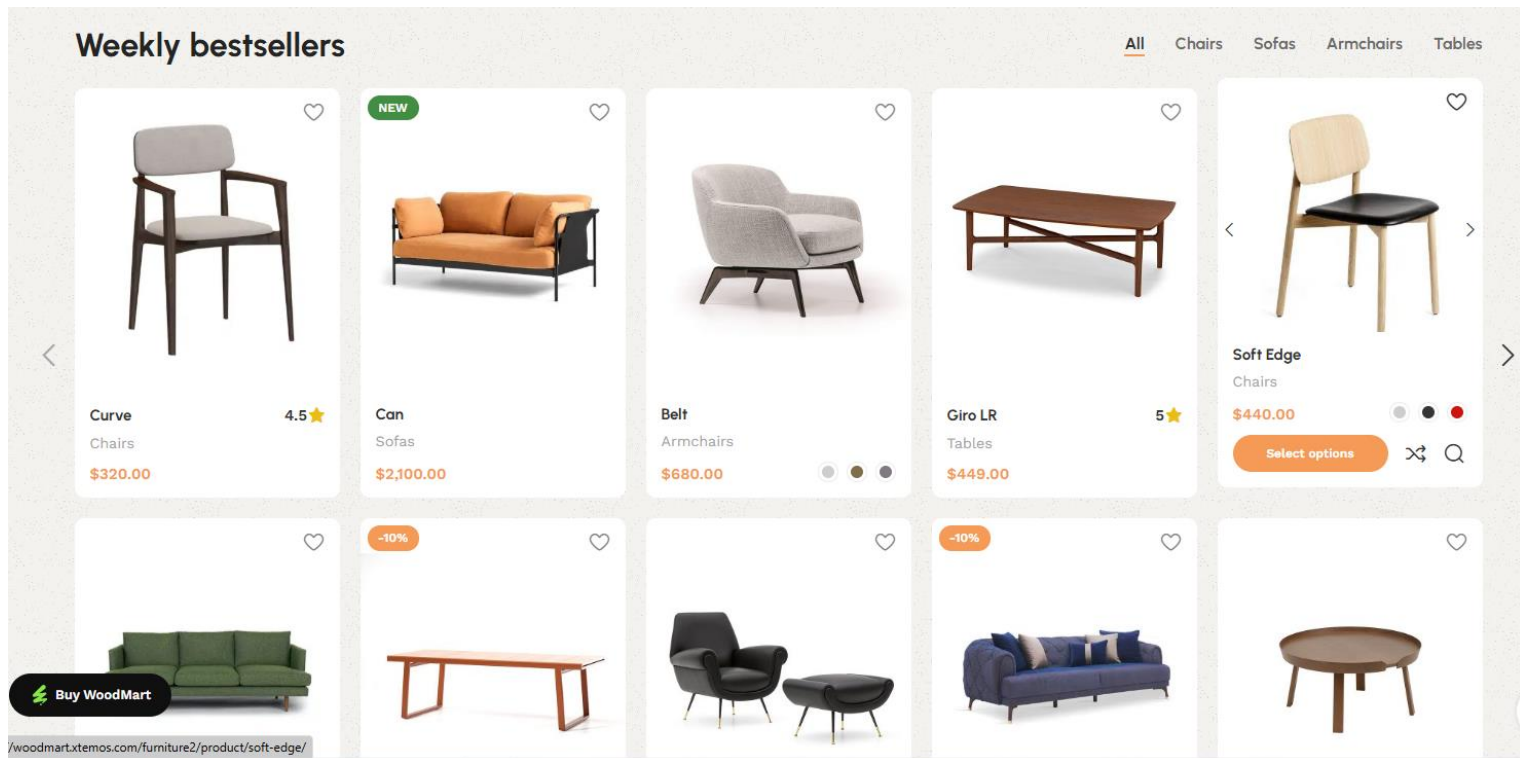 Weekly bestsellers
All Chairs Sofas Armchairs Tables
NEW
Curve 4.5
Chairs
$320.00
Can
Sofas
$2,100.00
Belt
Armchairs
$680.00
Giro LR 5
Tables
$449.00
Soft Edge
Chairs
$440.00
Select options
-10%
-10%
Buy WoodMart
/woodmart.xtemos.com/furniture2/product/soft-edge/